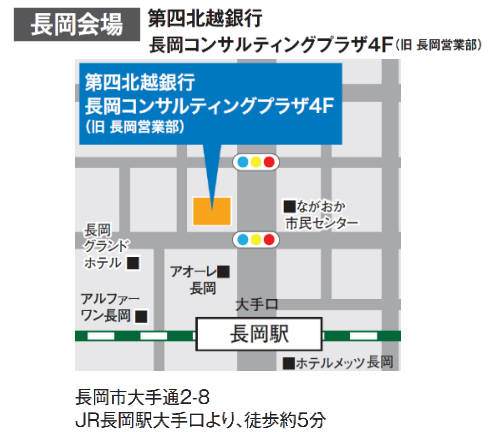 長岡会場
第四北越銀行
長岡コンサルティングプラザ4F(旧 長岡営業部)
第四北越銀行
長岡コンサルティングプラザ4F
(旧 長岡営業部)
ながおか
市民センター
長岡
グランド
ホテル
アオーレ
長岡
アルファー
ワン長岡
大手口
長岡駅
ホテルメッツ長岡
長岡市大手通2-8
JR長岡駅大手口より、徒歩約5分